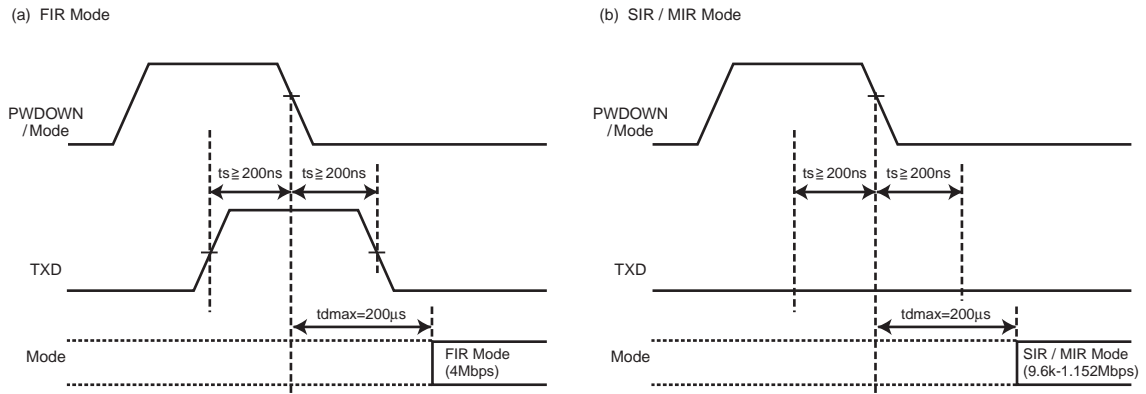 (a) FIR Mode
PWDOWN
/Mode
ts≧200ns
ts≧200ns
TXD
tdmax=200μs
Mode
FIR Mode
(4Mbps)
(b) SIR / MIR Mode
PWDOWN
/Mode
ts≧200ns
ts≧200ns
TXD
tdmax=200μs
Mode
SIR / MIR Mode
(9.6k-1.152Mbps)